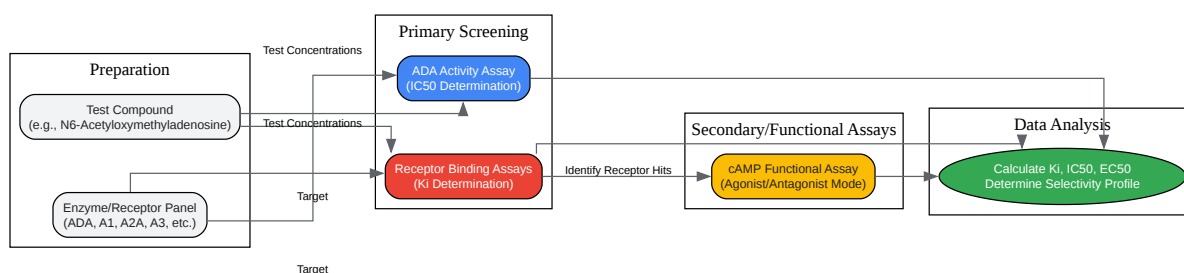 Preparation
Test Compound
(e.g., N6-Acetyloxymethyladenosine)
Enzyme/Receptor Panel
(ADA, A1, A2A, A3, etc.)
Test Concentrations
Test Concentrations
Target
Target
Primary Screening
ADA Activity Assay
(IC50 Determination)
Receptor Binding Assays
(Ki Determination)
Identify Receptor Hits
Secondary/Functional Assays
cAMP Functional Assay
(Agonist/Antagonist Mode)
Data Analysis
Calculate Ki, IC50, EC50
Determine Selectivity Profile